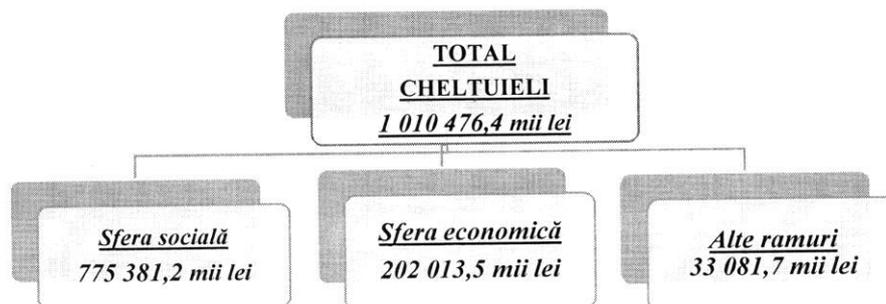 TOTAL
CHELTUIELI
1 010 476,4 mii lei
Sfera socială
775 381,2 mii lei
Sfera economică
202 013,5 mii lei
Alte ramuri
33 081,7 mii lei